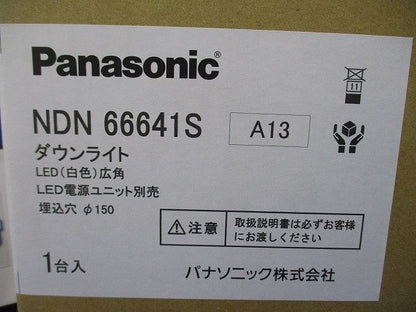 Panasonic®
NDN 66641S A13
11
ダウンライト
LED(白色)広角
LED電源ユニット別売
埋込穴 φ150
注意 取扱説明書は必ずお客様
にお渡しください
1台入
パナソニック株式会社